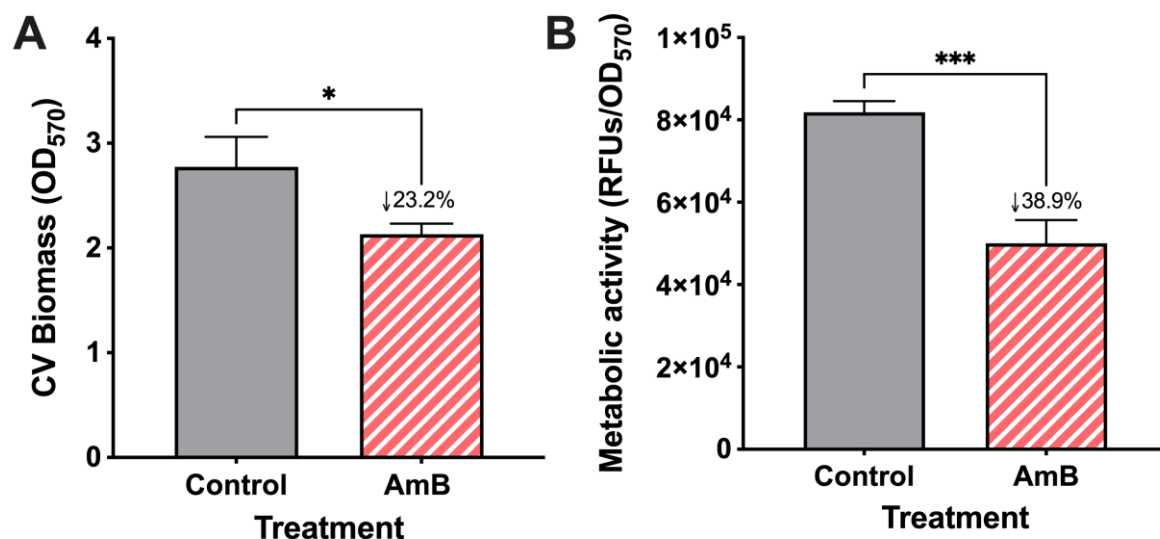 A
CV Biomass (OD570)
4
3
2
1
0
*
↓23.2%
Control
AmB
Treatment
B
Metabolic activity (RFUs/OD570)
1×10⁵
8×10⁴
6×10⁴
4×10⁴
2×10⁴
0
***
↓38.9%
Control
AmB
Treatment